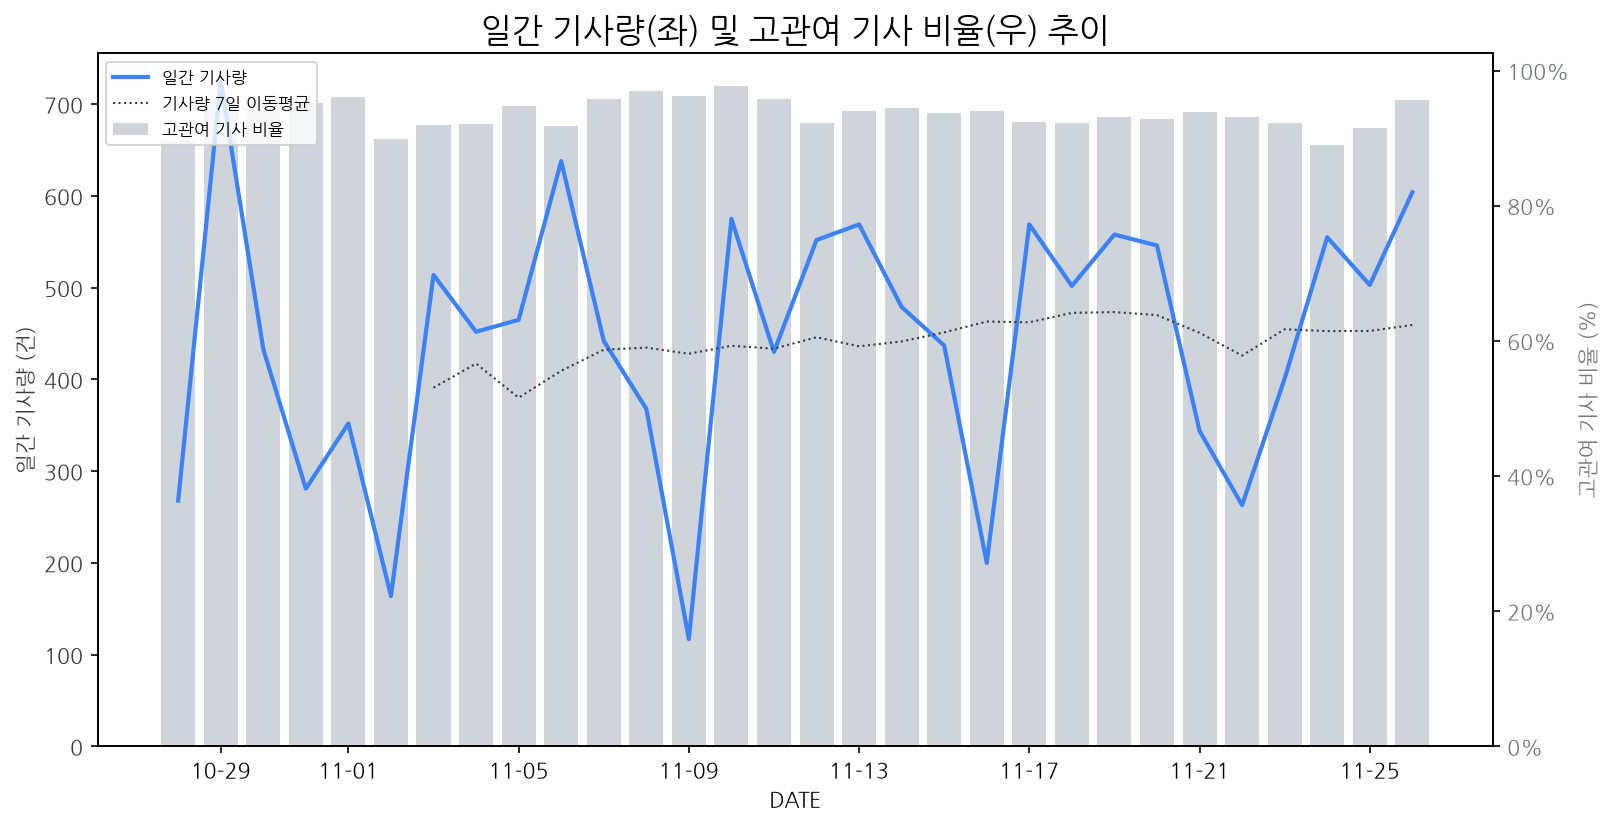 일간 기사량(좌) 및 고관여 기사 비율(우) 추이
일간 기사량
기사량 7일 이동평균
고관여 기사 비율
일간 기사량 (건)
700
600
500
400
300
200
100
0
100%
80%
60%
40%
20%
0%
고관여 기사 비율 (%)
10-29 11-01 11-05 11-09 11-13 11-17 11-21 11-25
DATE